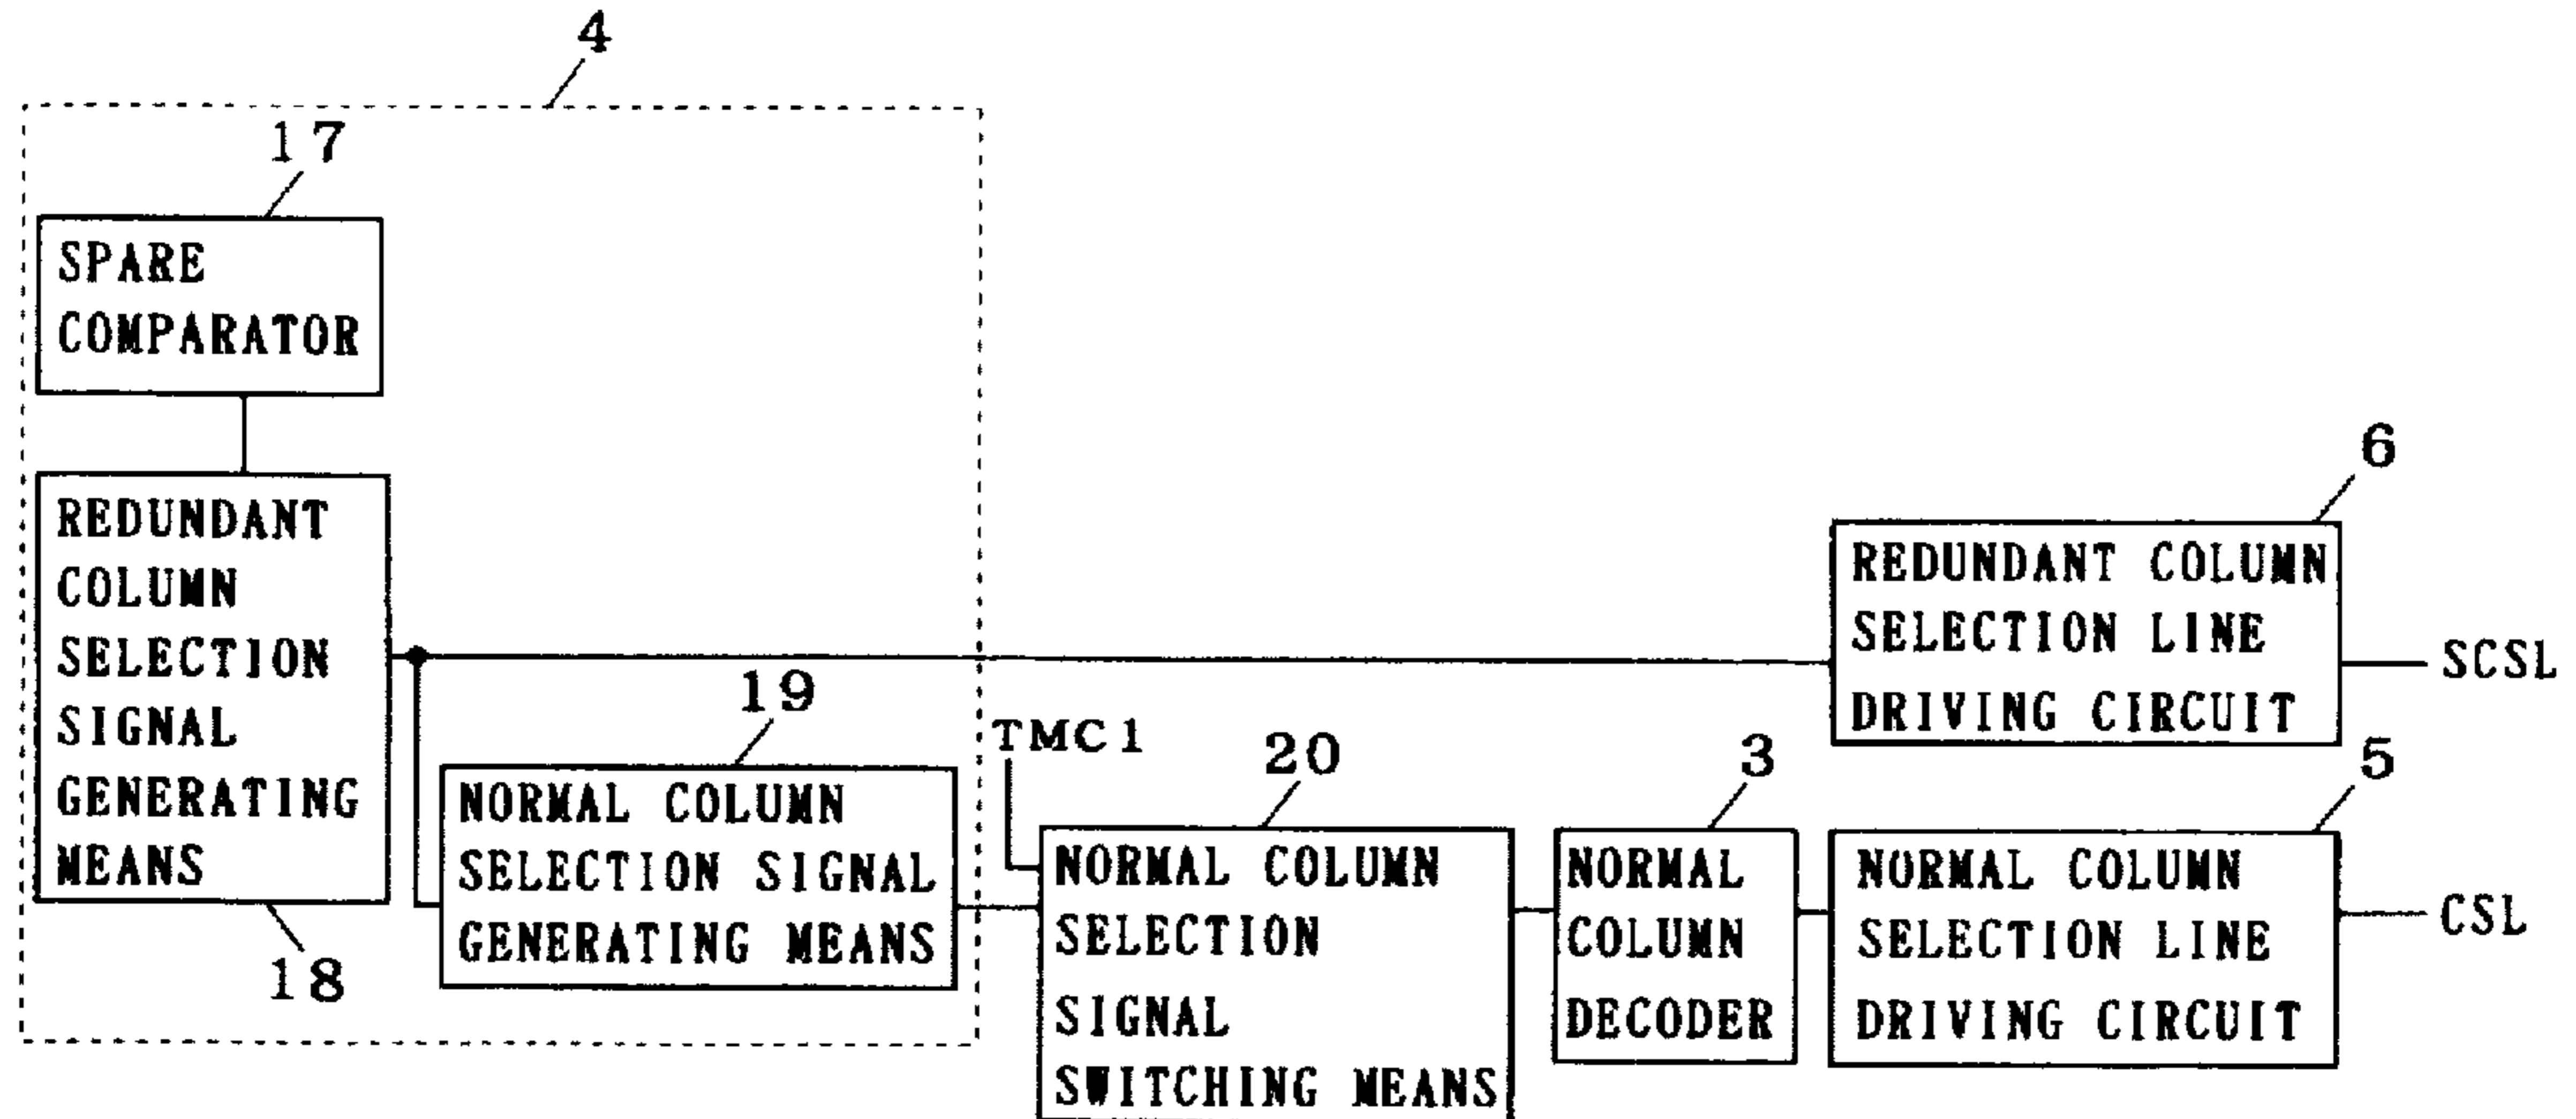 4
17
SPARE
COMPARATOR
REDUNDANT
COLUMN
SELECTION
SIGNAL
GENERATING
MEANS
18
19
NORMAL COLUMN
SELECTION SIGNAL
GENERATING MEANS
TMC1
20
NORMAL COLUMN
SELECTION
SIGNAL
SWITCHING MEANS
3
NORMAL
COLUMN
DECODER
6
REDUNDANT COLUMN
SELECTION LINE
DRIVING CIRCUIT
SCSL
5
NORMAL COLUMN
SELECTION LINE
DRIVING CIRCUIT
CSL